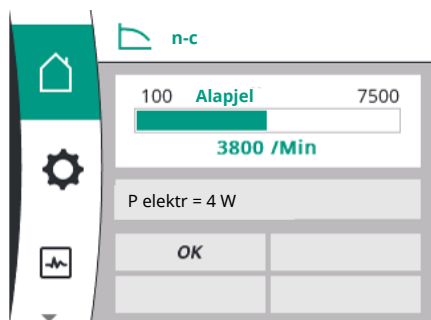 n-c
100 Alapjel 7500
3800 /Min
P elektr = 4 W
OK